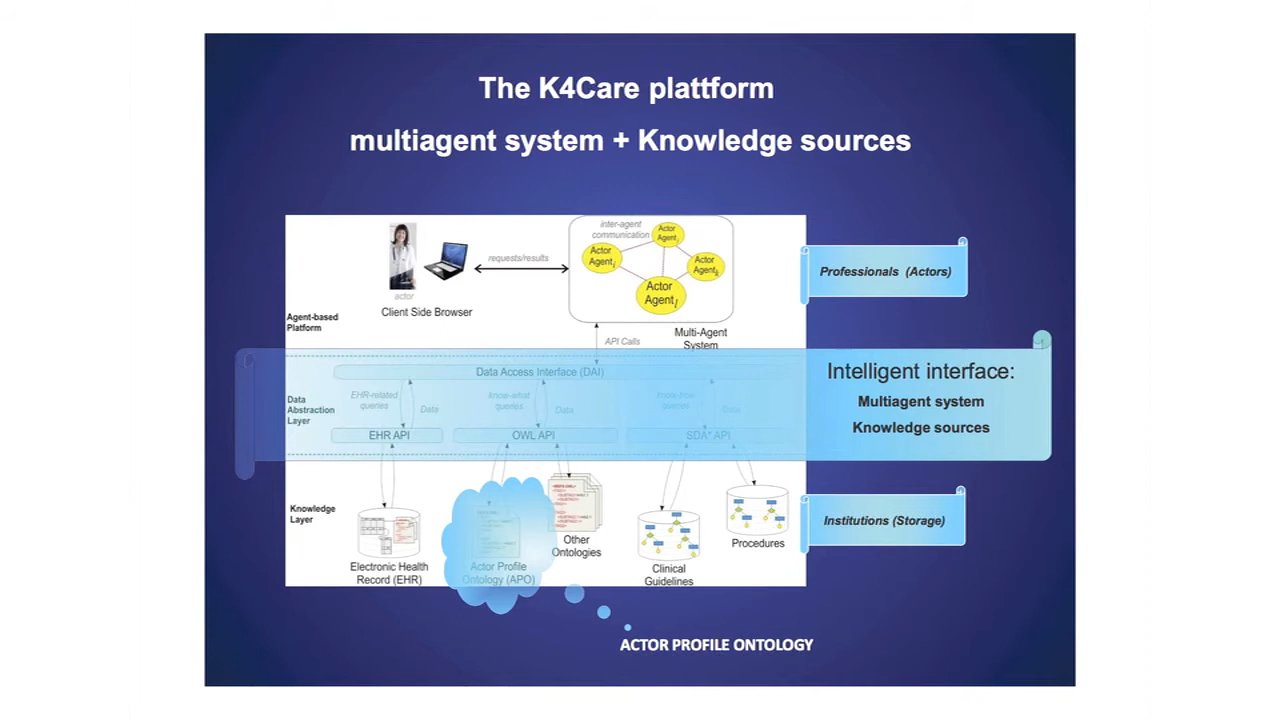 The K4Care plattform
multiagent system + Knowledge sources
inter-agent
communication
Actor
Agent
Actor
Agenti
Actor
Agentk
Actor
Agentl
requests/results
actor
Client Side Browser
Agent-based
Platform
Multi-Agent
System
API Calls
Professionals (Actors)
Data Access Interface (DAI)
EHR-related
queries
Data
know-what
queries
Data
know-how
queries
Data
Data
Abstraction
Layer
EHR API
OWL API
SDA* API
Intelligent interface:
Multiagent system
Knowledge sources
Knowledge
Layer
Electronic Health
Record (EHR)
Actor Profile
Ontology (APO)
Other
Ontologies
Clinical
Guidelines
Procedures
Institutions (Storage)
ACTOR PROFILE ONTOLOGY